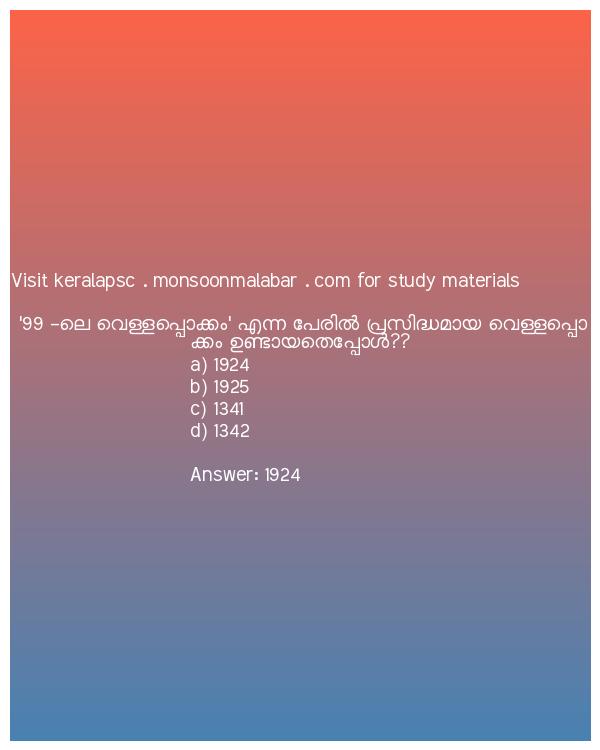 Visit keralapsc . monsoonmalabar . com for study materials
'99 -ലെ വെള്ളപ്പൊക്കം' എന്ന പേരിൽ പ്രസിദ്ധമായ വെള്ളപ്പൊ
ക്കം ഉണ്ടായതെപ്പോൾ??
a) 1924
b) 1925
c) 1341
d) 1342
Answer: 1924